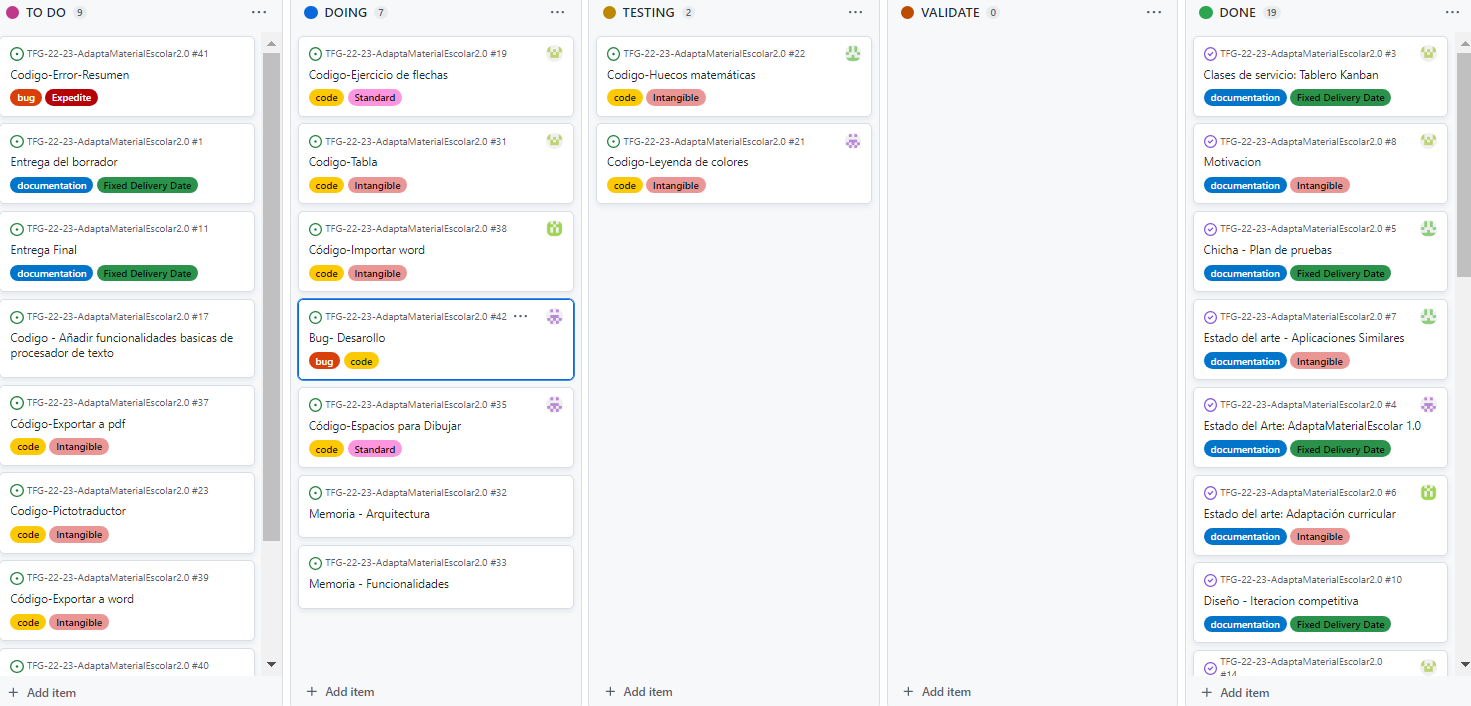 TO DO 9 ...
TFG-22-23-AdaptaMaterialEscolar2.0 #41
Codigo-Error-Resumen
bug Expedite
TFG-22-23-AdaptaMaterialEscolar2.0 #1
Entrega del borrador
documentation Fixed Delivery Date
TFG-22-23-AdaptaMaterialEscolar2.0 #11
Entrega Final
documentation Fixed Delivery Date
TFG-22-23-AdaptaMaterialEscolar2.0 #17
Codigo - Añadir funcionalidades basicas de
procesador de texto
TFG-22-23-AdaptaMaterialEscolar2.0 #37
Código-Exportar a pdf
code Intangible
TFG-22-23-AdaptaMaterialEscolar2.0 #23
Codigo-Pictotraductor
code Intangible
TFG-22-23-AdaptaMaterialEscolar2.0 #39
Código-Exportar a word
code Intangible
TFG-22-23-AdaptaMaterialEscolar2.0 #40
+ Add item
DOING 7 ...
TFG-22-23-AdaptaMaterialEscolar2.0 #19
Codigo-Ejercicio de flechas
code Standard
TFG-22-23-AdaptaMaterialEscolar2.0 #31
Codigo-Tabla
code Intangible
TFG-22-23-AdaptaMaterialEscolar2.0 #38
Código-Importar word
code Intangible
TFG-22-23-AdaptaMaterialEscolar2.0 #42 ...
Bug- Desarollo
bug code
TFG-22-23-AdaptaMaterialEscolar2.0 #35
Código-Espacios para Dibujar
code Standard
TFG-22-23-AdaptaMaterialEscolar2.0 #32
Memoria - Arquitectura
TFG-22-23-AdaptaMaterialEscolar2.0 #33
Memoria - Funcionalidades
+ Add item
TESTING 2 ...
TFG-22-23-AdaptaMaterialEscolar2.0 #22
Codigo-Huecos matemáticas
code Intangible
TFG-22-23-AdaptaMaterialEscolar2.0 #21
Codigo-Leyenda de colores
code Intangible
+ Add item
VALIDATE 0 ...
+ Add item
DONE 19 ...
TFG-22-23-AdaptaMaterialEscolar2.0 #3
Clases de servicio: Tablero Kanban
documentation Fixed Delivery Date
TFG-22-23-AdaptaMaterialEscolar2.0 #8
Motivacion
documentation Intangible
TFG-22-23-AdaptaMaterialEscolar2.0 #5
Chicha - Plan de pruebas
documentation Fixed Delivery Date
TFG-22-23-AdaptaMaterialEscolar2.0 #7
Estado del arte - Aplicaciones Similares
documentation Intangible
TFG-22-23-AdaptaMaterialEscolar2.0 #4
Estado del Arte: AdaptaMaterialEscolar 1.0
documentation Fixed Delivery Date
TFG-22-23-AdaptaMaterialEscolar2.0 #6
Estado del arte: Adaptación curricular
documentation Intangible
TFG-22-23-AdaptaMaterialEscolar2.0 #10
Diseño - Iteracion competitiva
documentation Fixed Delivery Date
TFG-22-23-AdaptaMaterialEscolar2.0
#14
+ Add item